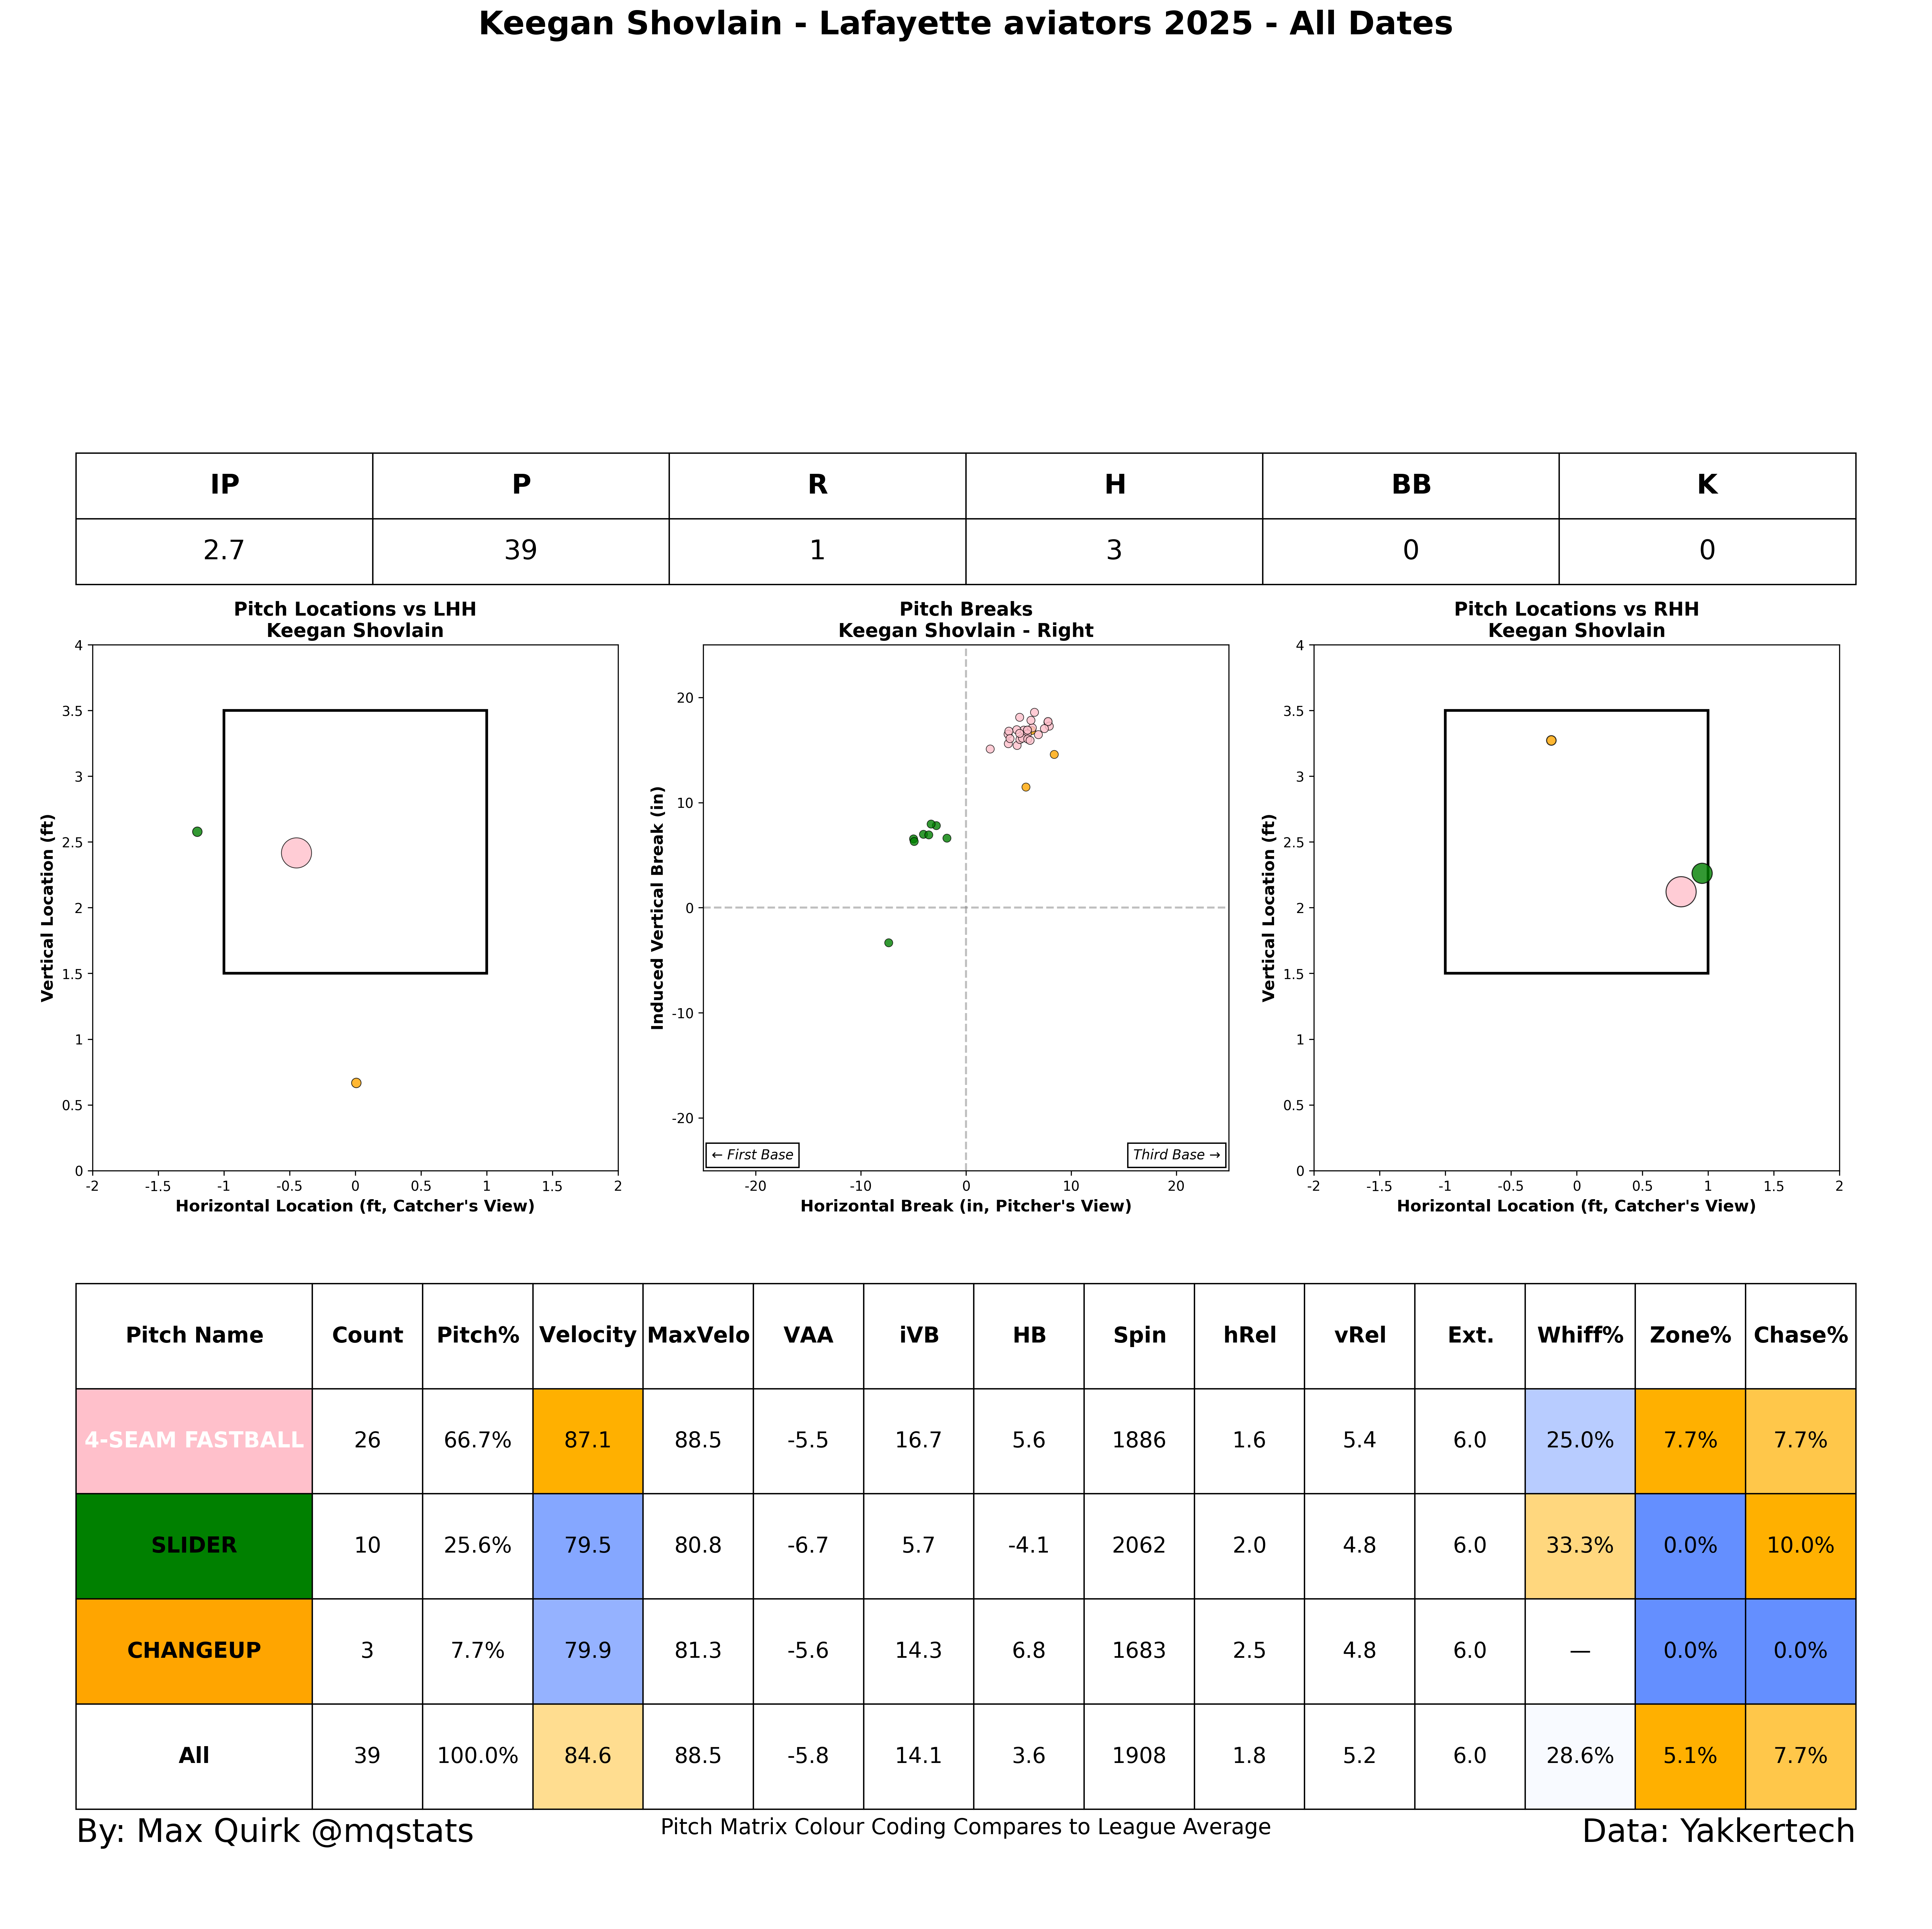 Keegan Shovlain - Lafayette aviators 2025 - All Dates
IP P R H BB K
2.7 39 1 3 0 0
Pitch Locations vs LHH
Keegan Shovlain
4
3.5
3
2.5
2
1.5
1
0.5
0
-2 -1.5 -1 -0.5 0 0.5 1 1.5 2
Vertical Location (ft)
Horizontal Location (ft, Catcher's View)
Pitch Breaks
Keegan Shovlain - Right
20
10
0
-10
-20
-20 -10 0 10 20
Induced Vertical Break (in)
← First Base
Third Base →
Horizontal Break (in, Pitcher's View)
Pitch Locations vs RHH
Keegan Shovlain
4
3.5
3
2.5
2
1.5
1
0.5
0
-2 -1.5 -1 -0.5 0 0.5 1 1.5 2
Vertical Location (ft)
Horizontal Location (ft, Catcher's View)
Pitch Name Count Pitch% Velocity MaxVelo VAA iVB HB Spin hRel vRel Ext. Whiff% Zone% Chase%
4-SEAM FASTBALL 26 66.7% 87.1 88.5 -5.5 16.7 5.6 1886 1.6 5.4 6.0 25.0% 7.7% 7.7%
SLIDER 10 25.6% 79.5 80.8 -6.7 5.7 -4.1 2062 2.0 4.8 6.0 33.3% 0.0% 10.0%
CHANGEUP 3 7.7% 79.9 81.3 -5.6 14.3 6.8 1683 2.5 4.8 6.0 — 0.0% 0.0%
All 39 100.0% 84.6 88.5 -5.8 14.1 3.6 1908 1.8 5.2 6.0 28.6% 5.1% 7.7%
By: Max Quirk @mqstats
Pitch Matrix Colour Coding Compares to League Average
Data: Yakkertech